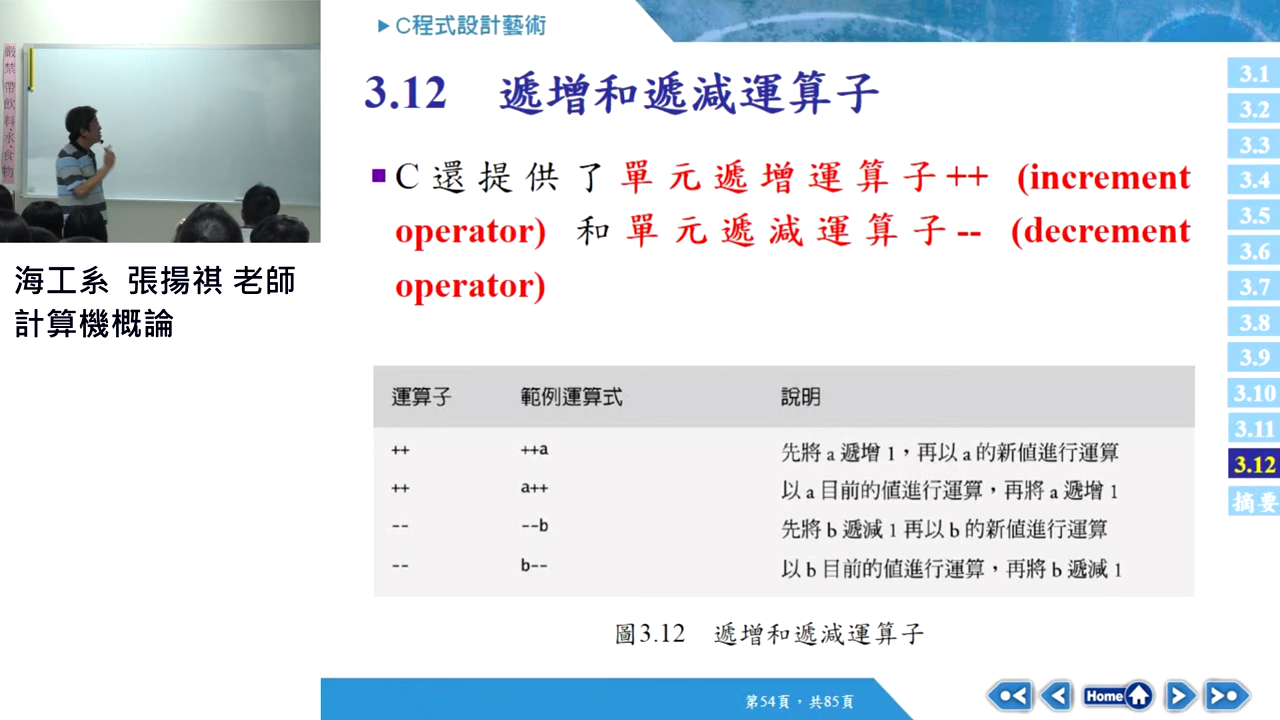 嚴禁帶飲料、水、食物
海工系 張揚祺 老師
計算機概論
C程式設計藝術
3.12 遞增和遞減運算子
C還提供了單元遞增運算子++ (increment
operator) 和單元遞減運算子-- (decrement
operator)
運算子 範例運算式 說明
++ ++a 先將 a 遞增 1，再以 a 的新值進行運算
++ a++ 以 a 目前的值進行運算，再將 a 遞增 1
-- --b 先將 b 遞減 1 再以 b 的新值進行運算
-- b-- 以 b 目前的值進行運算，再將 b 遞減 1
圖3.12 遞增和遞減運算子
3.1
3.2
3.3
3.4
3.5
3.6
3.7
3.8
3.9
3.10
3.11
3.12
摘要
第54頁，共85頁
Home